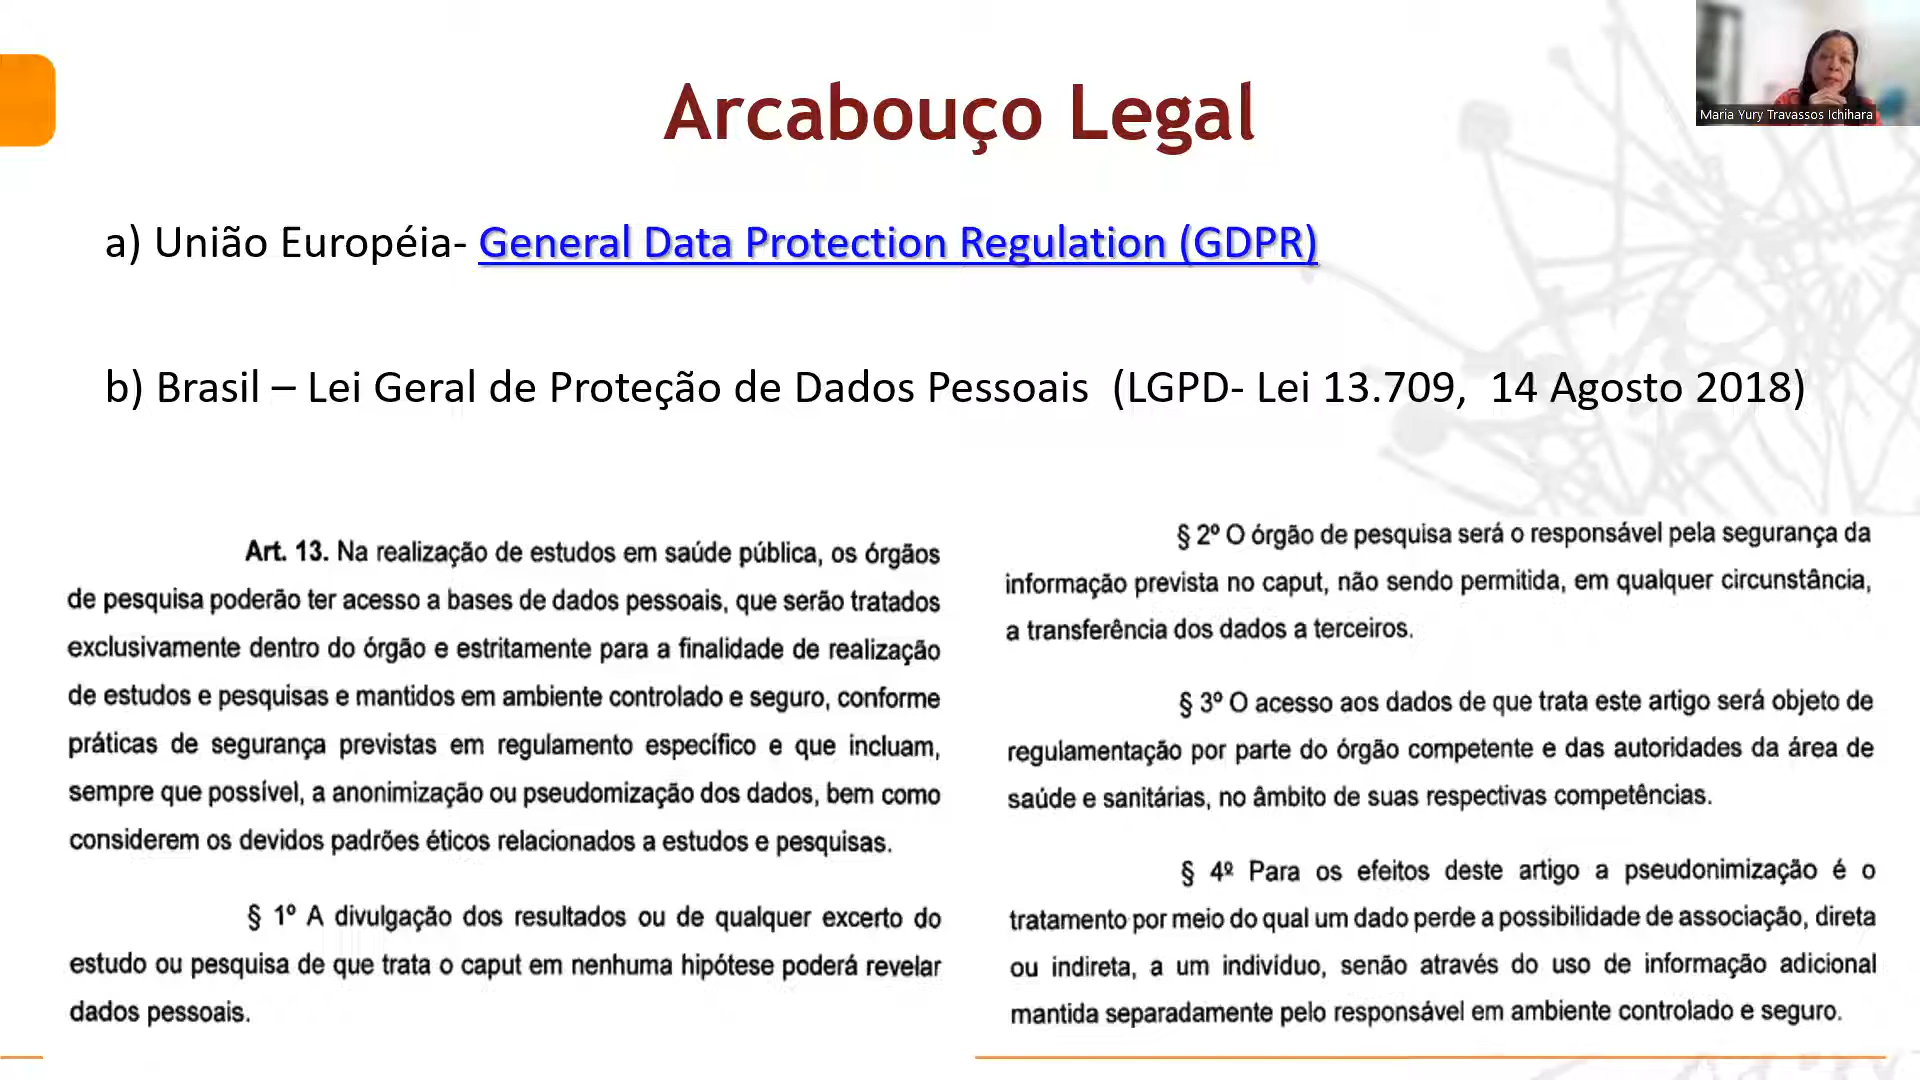 Arcabouço Legal
Maria Yury Travassos Ichihara
a) União Européia- General Data Protection Regulation (GDPR)
b) Brasil – Lei Geral de Proteção de Dados Pessoais (LGPD- Lei 13.709, 14 Agosto 2018)
Art. 13. Na realização de estudos em saúde pública, os órgãos
de pesquisa poderão ter acesso a bases de dados pessoais, que serão tratados
exclusivamente dentro do órgão e estritamente para a finalidade de realização
de estudos e pesquisas e mantidos em ambiente controlado e seguro, conforme
práticas de segurança previstas em regulamento específico e que incluam,
sempre que possível, a anonimização ou pseudomização dos dados, bem como
considerem os devidos padrões éticos relacionados a estudos e pesquisas.
§ 1º A divulgação dos resultados ou de qualquer excerto do
estudo ou pesquisa de que trata o caput em nenhuma hipótese poderá revelar
dados pessoais.
§ 2º O órgão de pesquisa será o responsável pela segurança da
informação prevista no caput, não sendo permitida, em qualquer circunstância,
a transferência dos dados a terceiros.
§ 3º O acesso aos dados de que trata este artigo será objeto de
regulamentação por parte do órgão competente e das autoridades da área de
saúde e sanitárias, no âmbito de suas respectivas competências.
§ 4º Para os efeitos deste artigo a pseudonimização é o
tratamento por meio do qual um dado perde a possibilidade de associação, direta
ou indireta, a um indivíduo, senão através do uso de informação adicional
mantida separadamente pelo responsável em ambiente controlado e seguro.